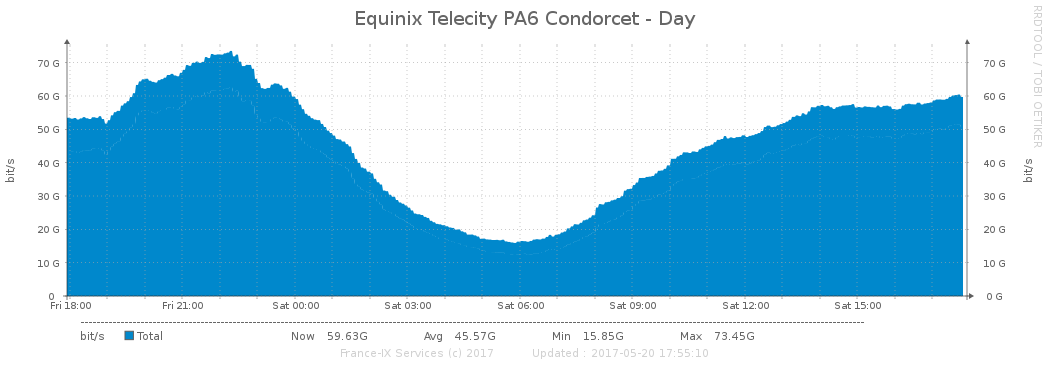 Equinix Telecity PA6 Condorcet - Day
RRDTOOL / TOBI OETIKER
bit/s
70 G
60 G
50 G
40 G
30 G
20 G
10 G
0
70 G
60 G
50 G
40 G
30 G
20 G
10 G
0 G
bit/s
Fri 18:00 Fri 21:00 Sat 00:00 Sat 03:00 Sat 06:00 Sat 09:00 Sat 12:00 Sat 15:00
bit/s Total Now 59.63G Avg 45.57G Min 15.85G Max 73.45G
France-IX Services (c) 2017 Updated : 2017-05-20 17:55:10